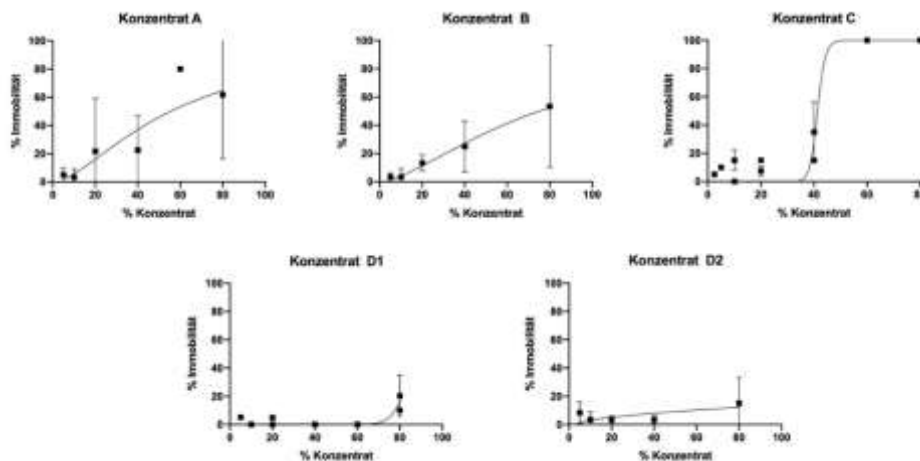 Konzentrat A
% Immobilität
100
80
60
40
20
0
0 20 40 60 80 100
% Konzentrat
Konzentrat B
% Immobilität
100
80
60
40
20
0
0 20 40 60 80 100
% Konzentrat
Konzentrat C
% Immobilität
100
80
60
40
20
0
0 20 40 60 80
% Konzentrat
Konzentrat D1
% Immobilität
100
80
60
40
20
0
0 20 40 60 80 100
% Konzentrat
Konzentrat D2
% Immobilität
100
80
60
40
20
0
0 20 40 60 80 100
% Konzentrat